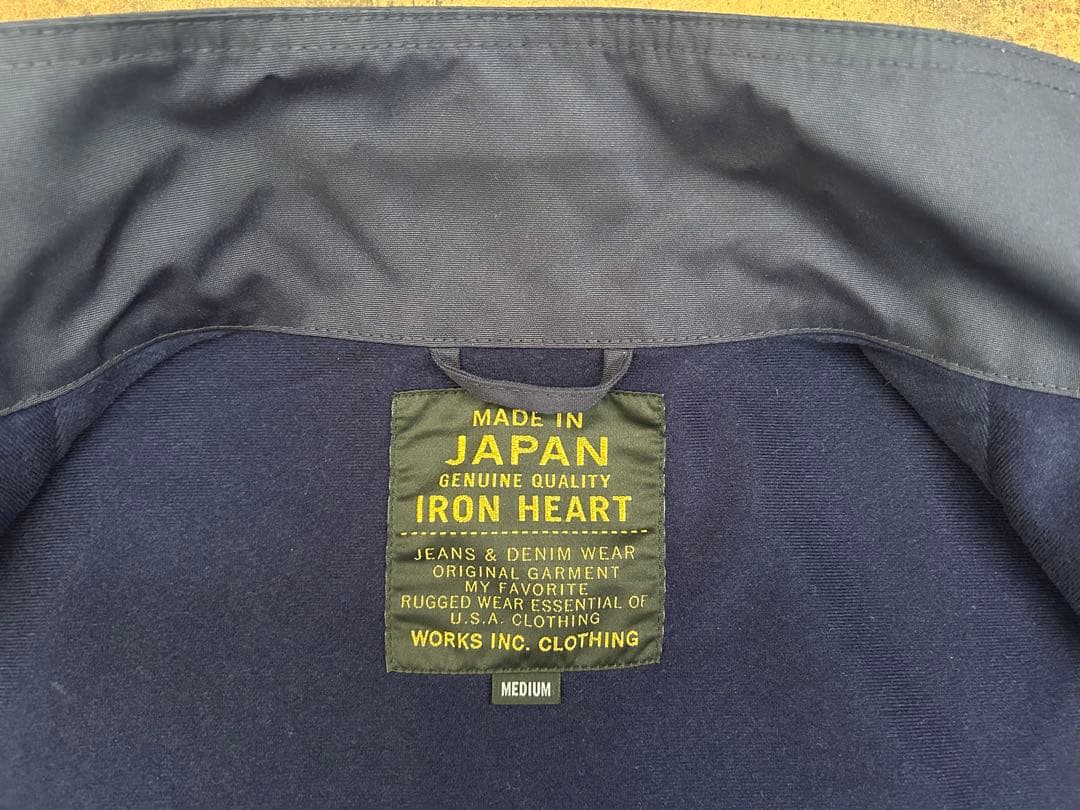 MADE IN
JAPAN
GENUINE QUALITY
IRON HEART
JEANS & DENIM WEAR
ORIGINAL GARMENT
MY FAVORITE
RUGGED WEAR ESSENTIAL OF
U.S.A. CLOTHING
WORKS INC. CLOTHING
MEDIUM